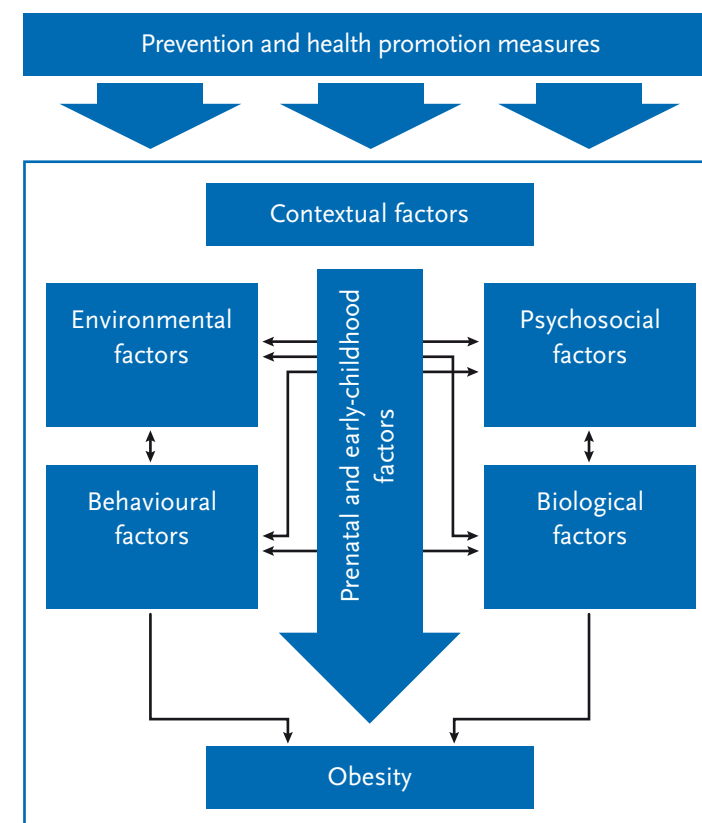 Prevention and health promotion measures
Contextual factors
Environmental
factors
Psychosocial
factors
Prenatal and early-childhood
factors
Behavioural
factors
Biological
factors
Obesity